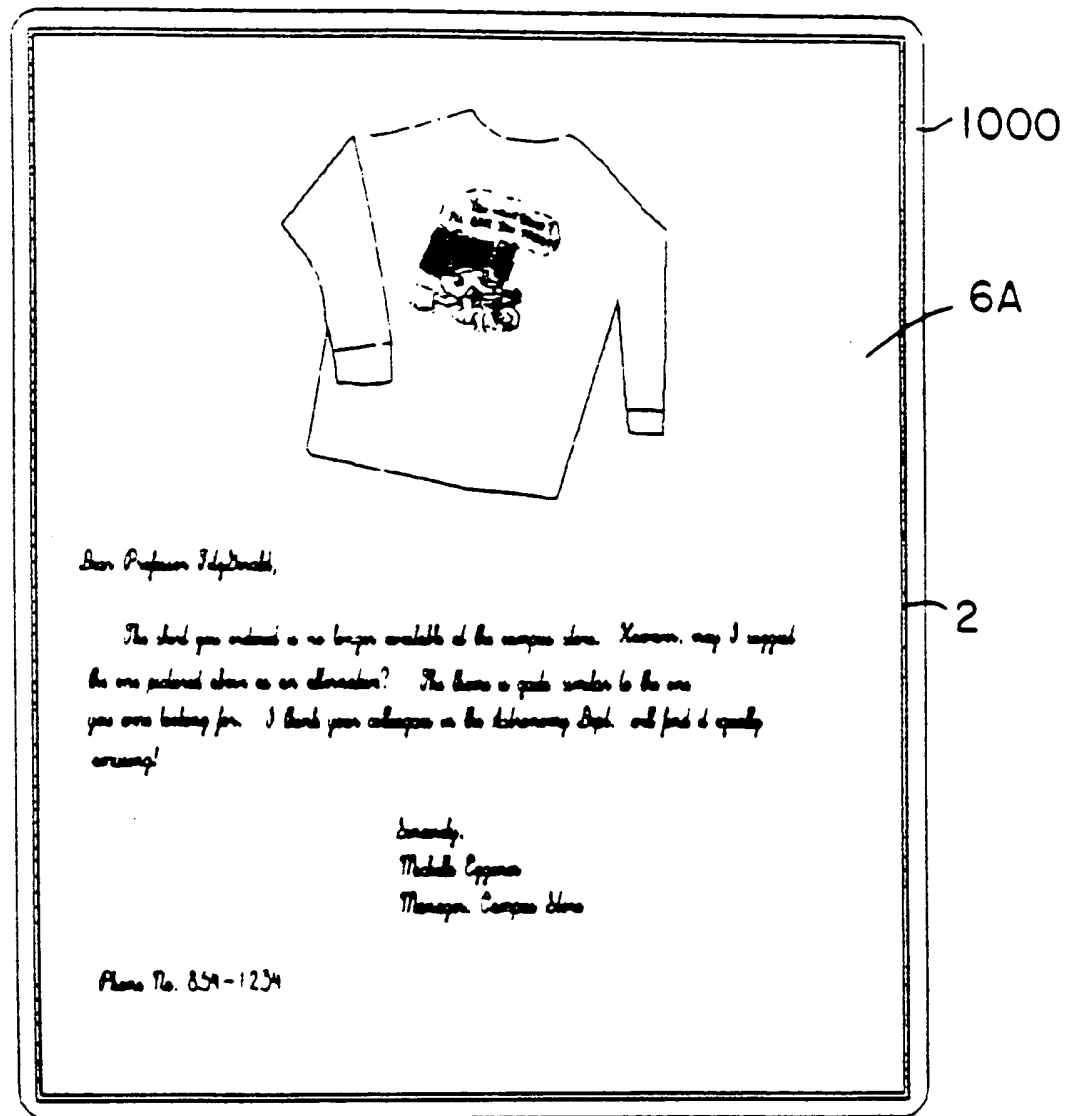 1000
6A
2
Dear Professor FitzGerald,
The shirt you ordered is no longer available at the campus store. However, may I suggest
the one pictured above as an alternative? The theme is quite similar to the one
you were looking for. I think your colleagues in the Astronomy Dept. will find it equally
amusing!
Sincerely,
Michelle
Manager, Campus Store
Phone No. 854-1234